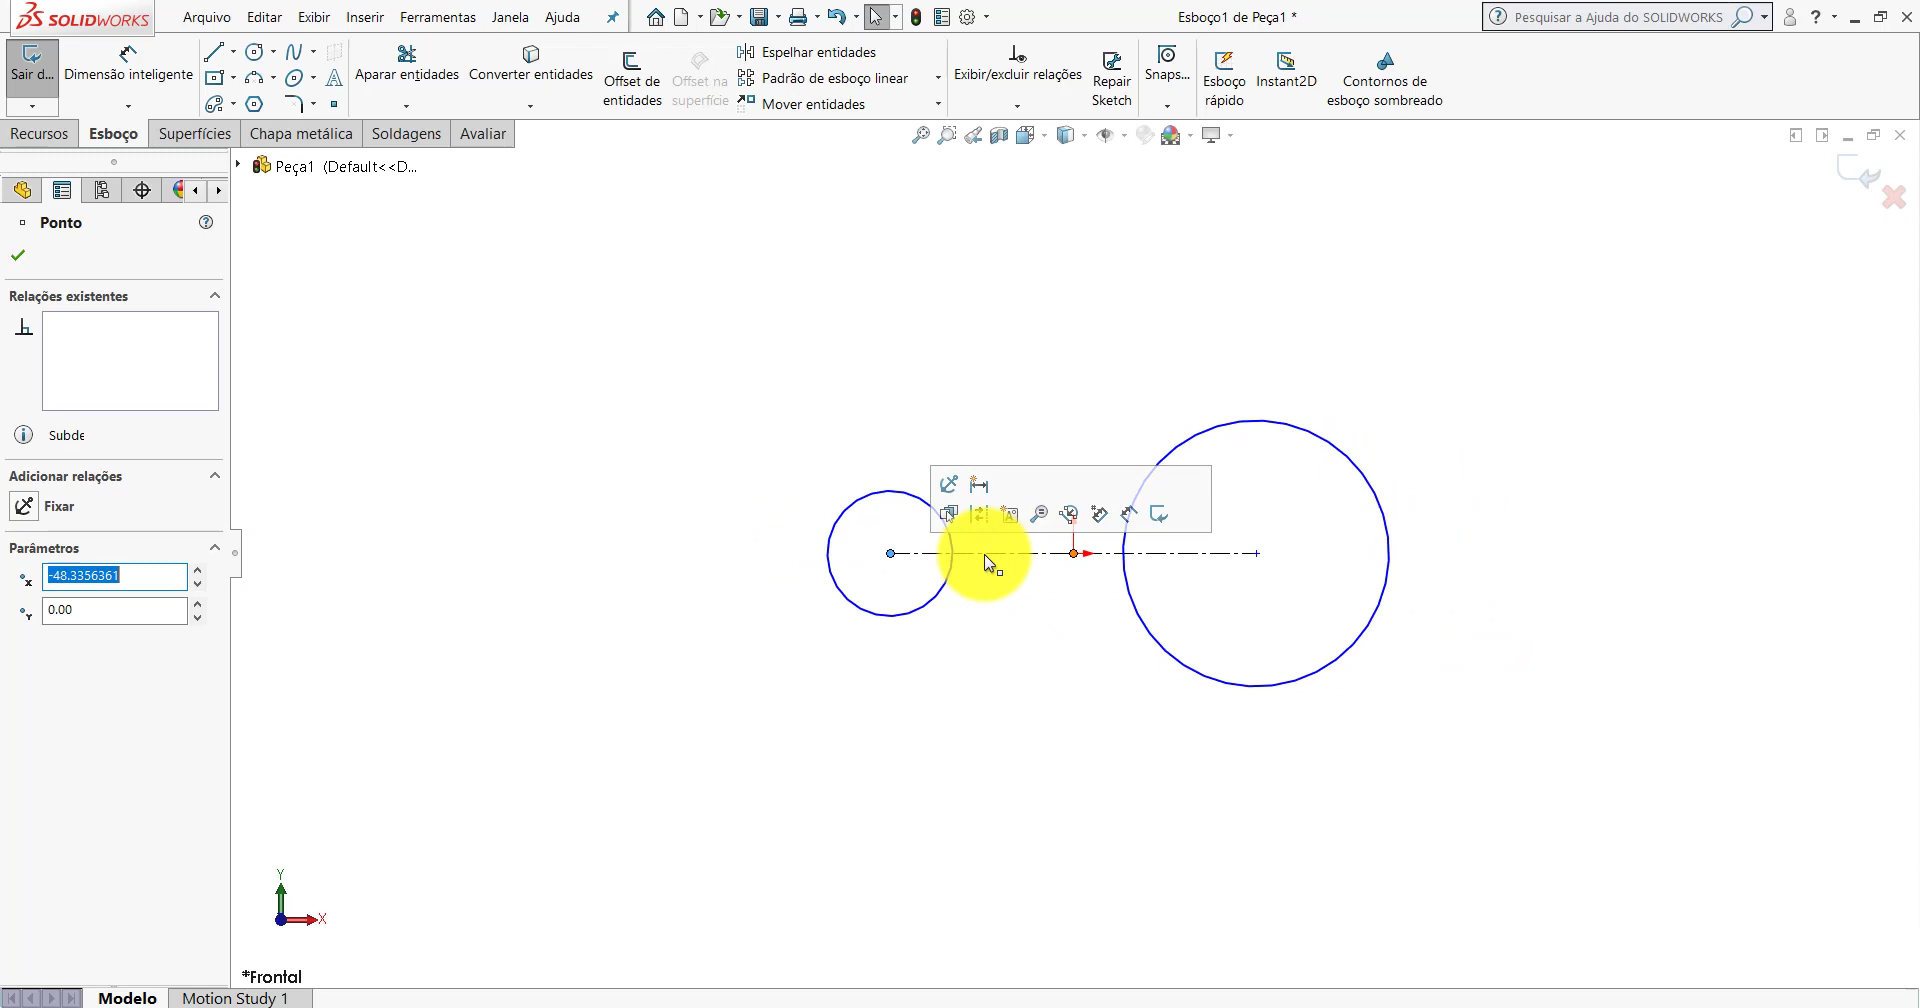 SOLIDWORKS
Arquivo Editar Exibir Inserir Ferramentas Janela Ajuda
Esboço1 de Peça1 *
Pesquisar a Ajuda do SOLIDWORKS
Sair d...
Dimensão inteligente
Aparar entidades
Converter entidades
Offset de
entidades
Offset na
superfície
Espelhar entidades
Padrão de esboço linear
Mover entidades
Exibir/excluir relações
Repair
Sketch
Snaps...
Esboço
rápido
Instant2D
Contornos de
esboço sombreado
Recursos Esboço Superfícies Chapa metálica Soldagens Avaliar
Peça1 (Default<<D...
Ponto
Relações existentes
Subde
Adicionar relações
Fixar
Parâmetros
X -48.3356361
Y 0.00
Y
X
*Frontal
Modelo Motion Study 1